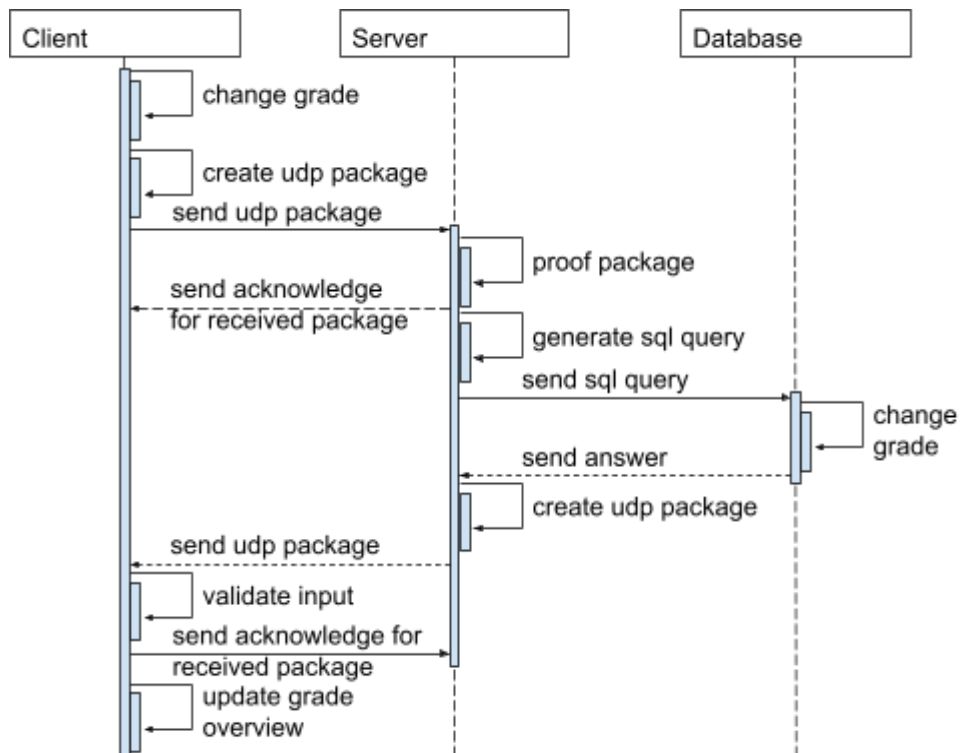 Client
Server
Database
change grade
create udp package
send udp package
proof package
send acknowledge
for received package
generate sql query
send sql query
change
grade
send answer
create udp package
send udp package
validate input
send acknowledge for
received package
update grade
overview